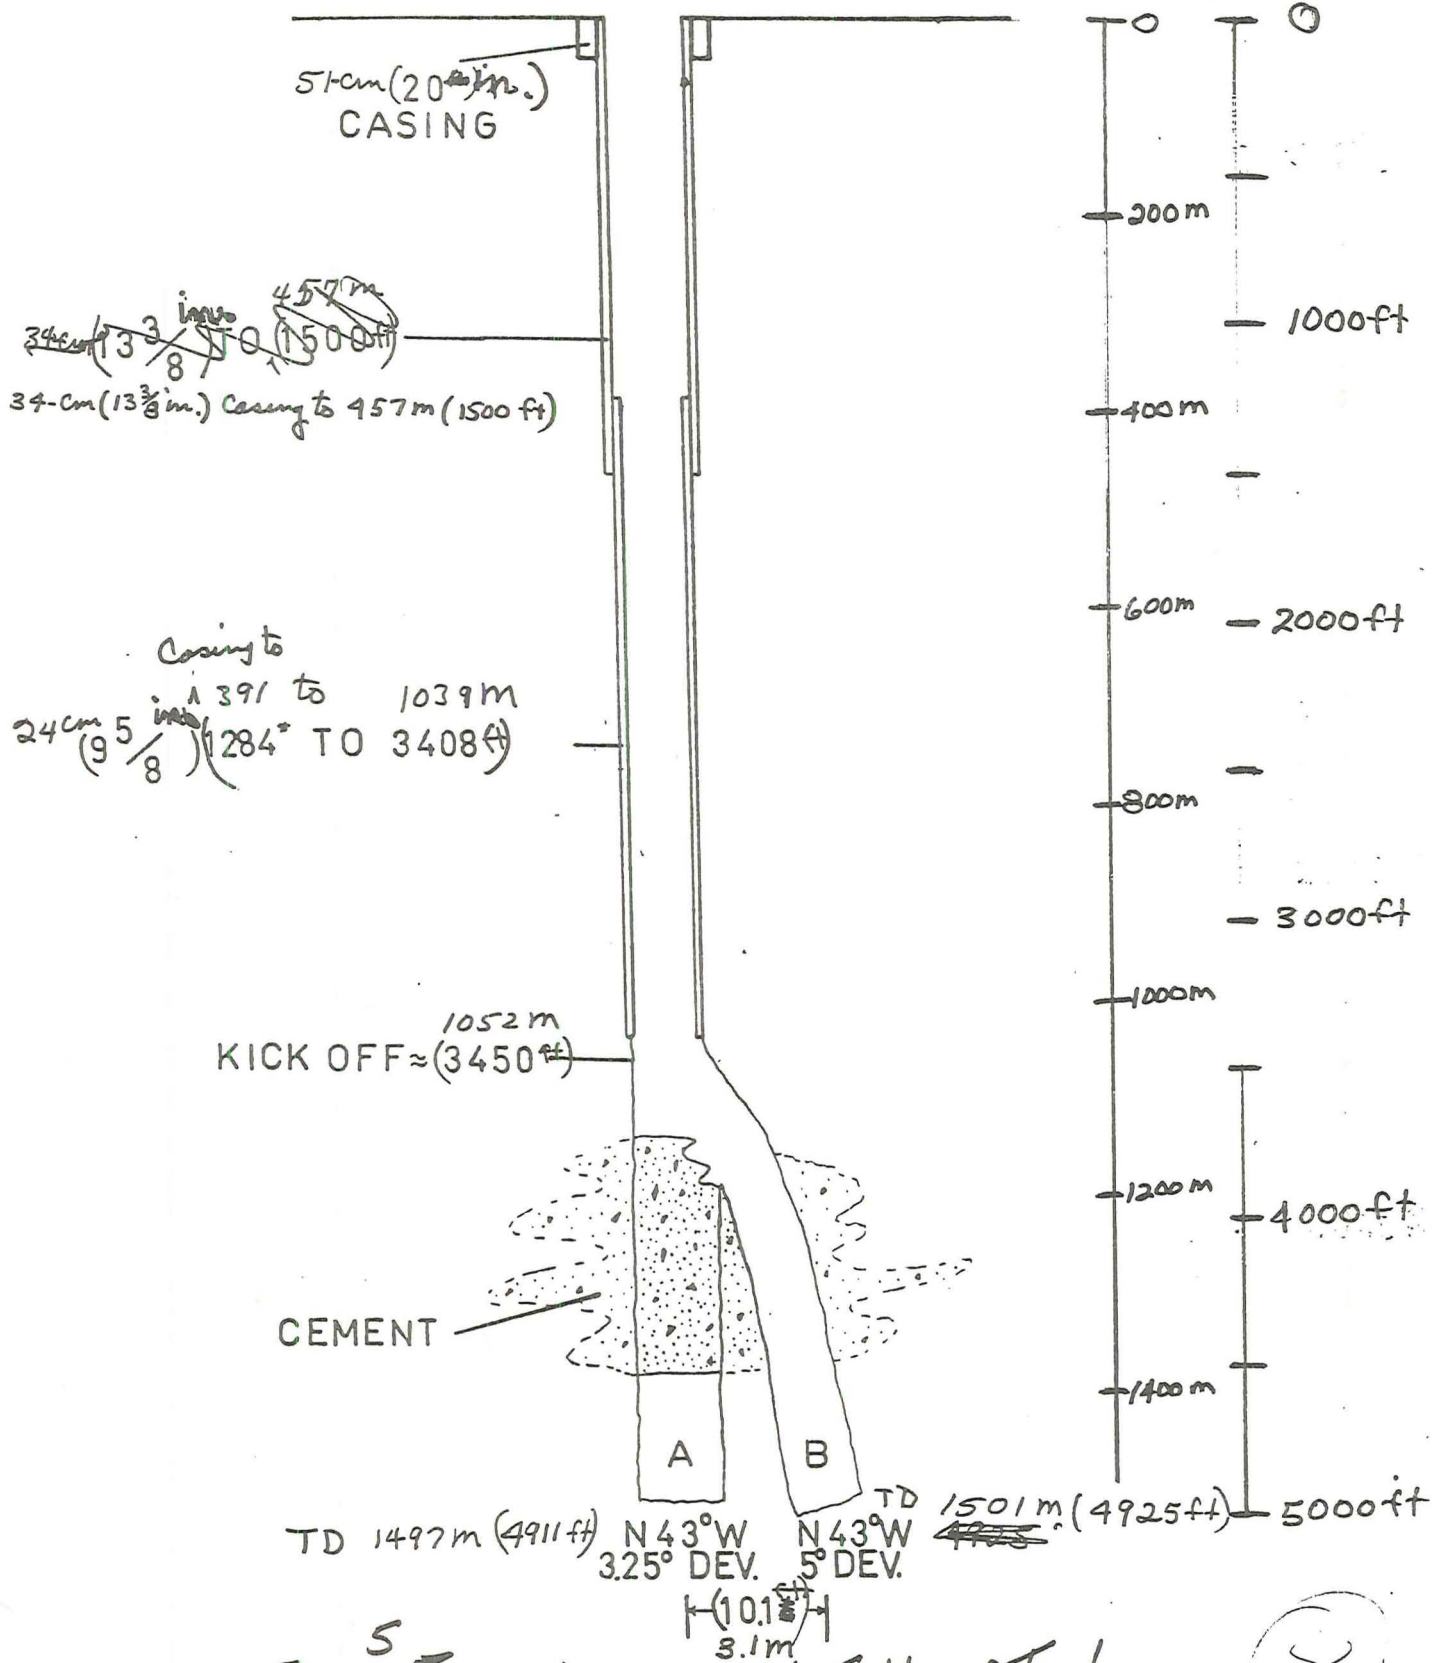 0
0
51-cm (20 in.)
CASING
200 m
457 m
34-cm (13 3/8 ins TO (1500 ft)
1000 ft
34-cm (13 3/8 in.) Casing to 457 m (1500 ft)
400 m
600 m
2000 ft
Casing to
391 to 1039 m
24 cm (9 5/8 ins) (1284* TO 3408 ft)
800 m
3000 ft
1000 m
1052 m
KICK OFF ≈ (3450 ft)
1200 m
4000 ft
CEMENT
1400 m
A
B
TD 1501 m (4925 ft)
5000 ft
TD 1497 m (4911 ft)
N 43° W
3.25° DEV.
N 43° W
5° DEV.
(10.1 ft)
3.1 m
5